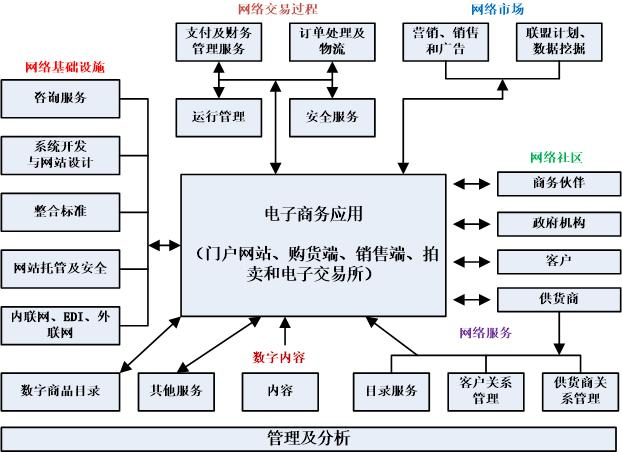 网络交易过程
网络市场
支付及财务
管理服务
订单处理及
物流
营销、销售
和广告
联盟计划、
数据挖掘
网络基础设施
咨询服务
运行管理
安全服务
系统开发
与网站设计
网络社区
商务伙伴
整合标准
电子商务应用
(门户网站、购货端、销售端、拍
卖和电子交易所)
政府机构
网站托管及安全
客户
内联网、EDI、外
联网
供货商
网络服务
数字内容
数字商品目录
其他服务
内容
目录服务
客户关系
管理
供货商关
系管理
管理及分析